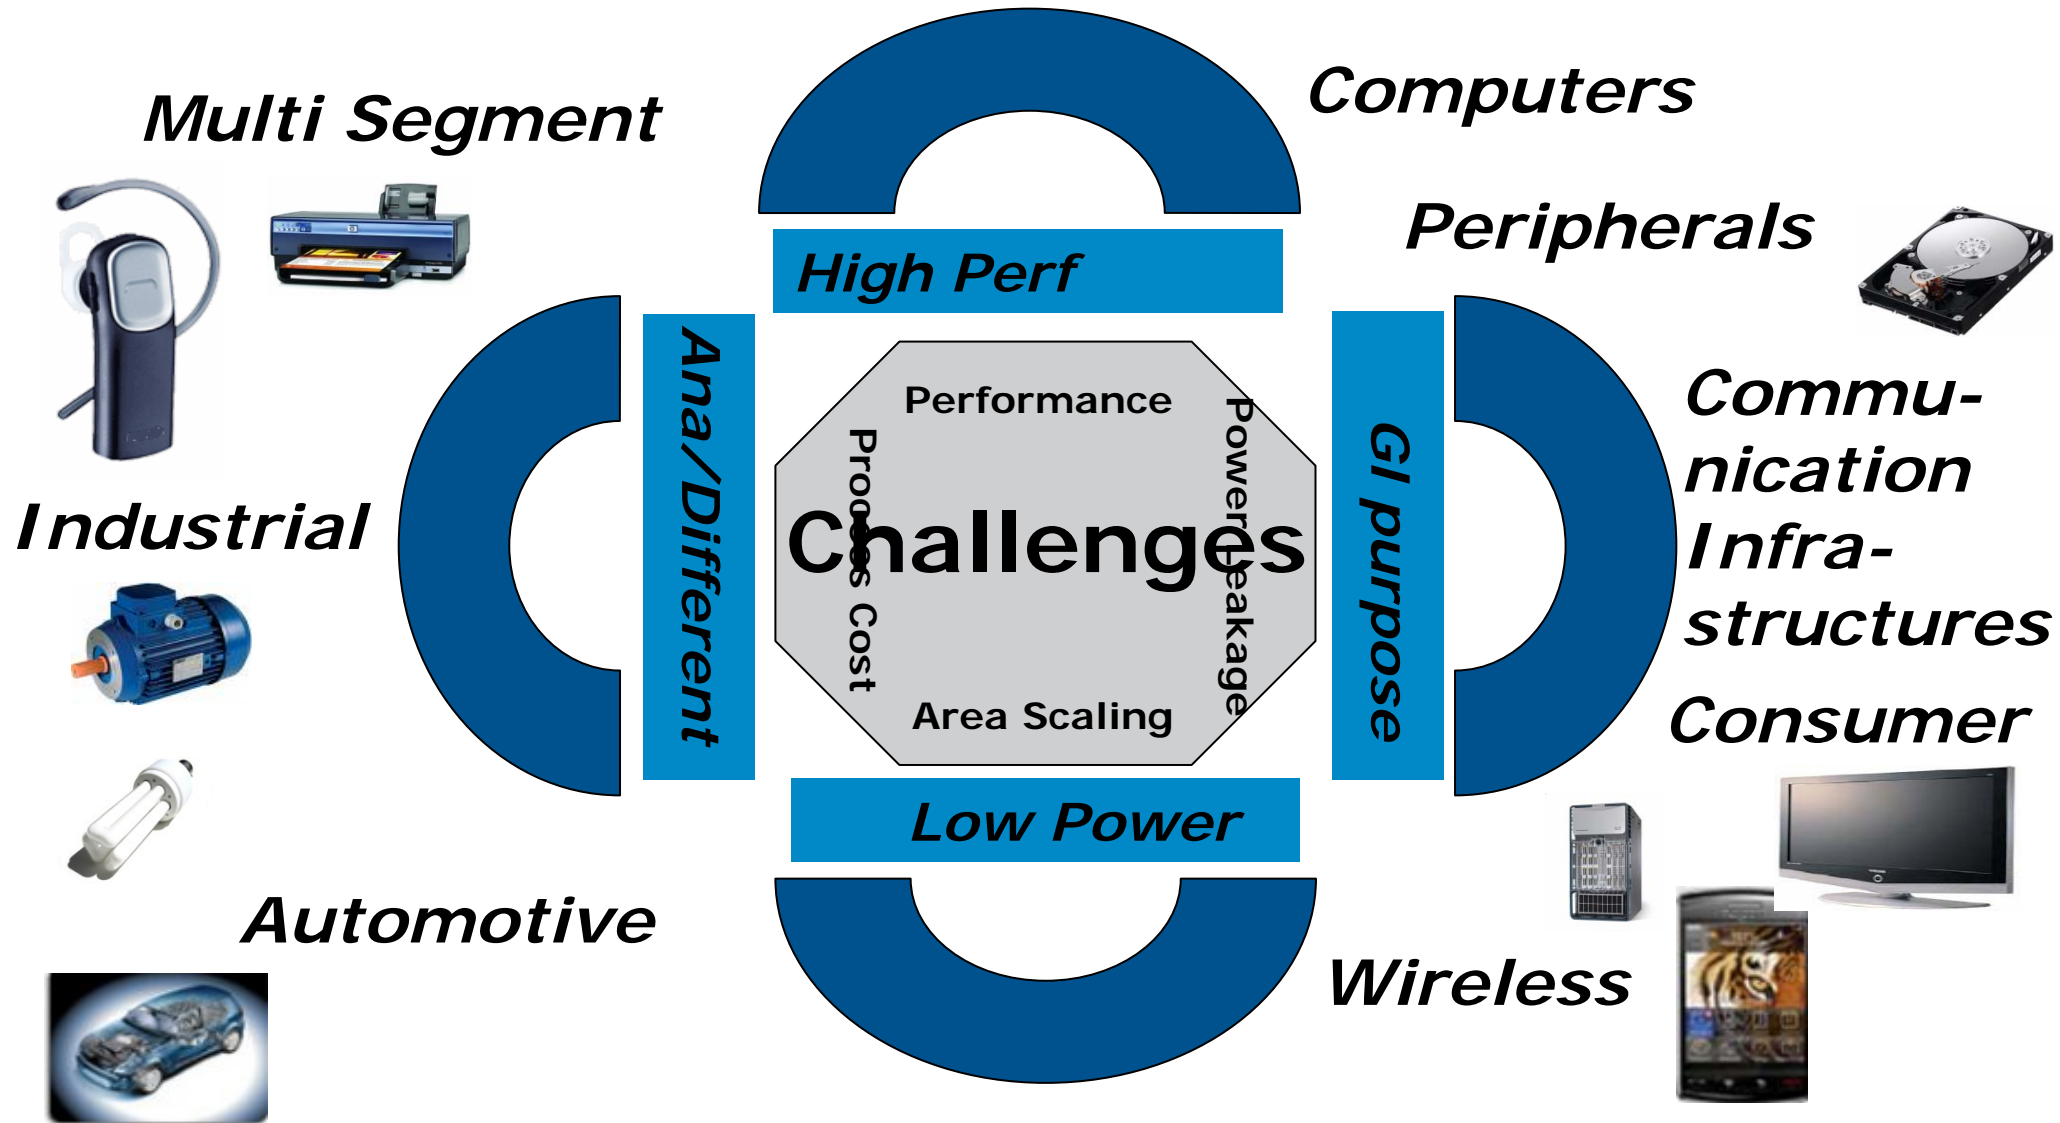 Multi Segment
Computers
Peripherals
High Perf
Ana/Different
Performance
Process Cost
Challenges
Power Leakage
Area Scaling
GI purpose
Low Power
Commu-
nication
Infra-
structures
Industrial
Consumer
Automotive
Wireless